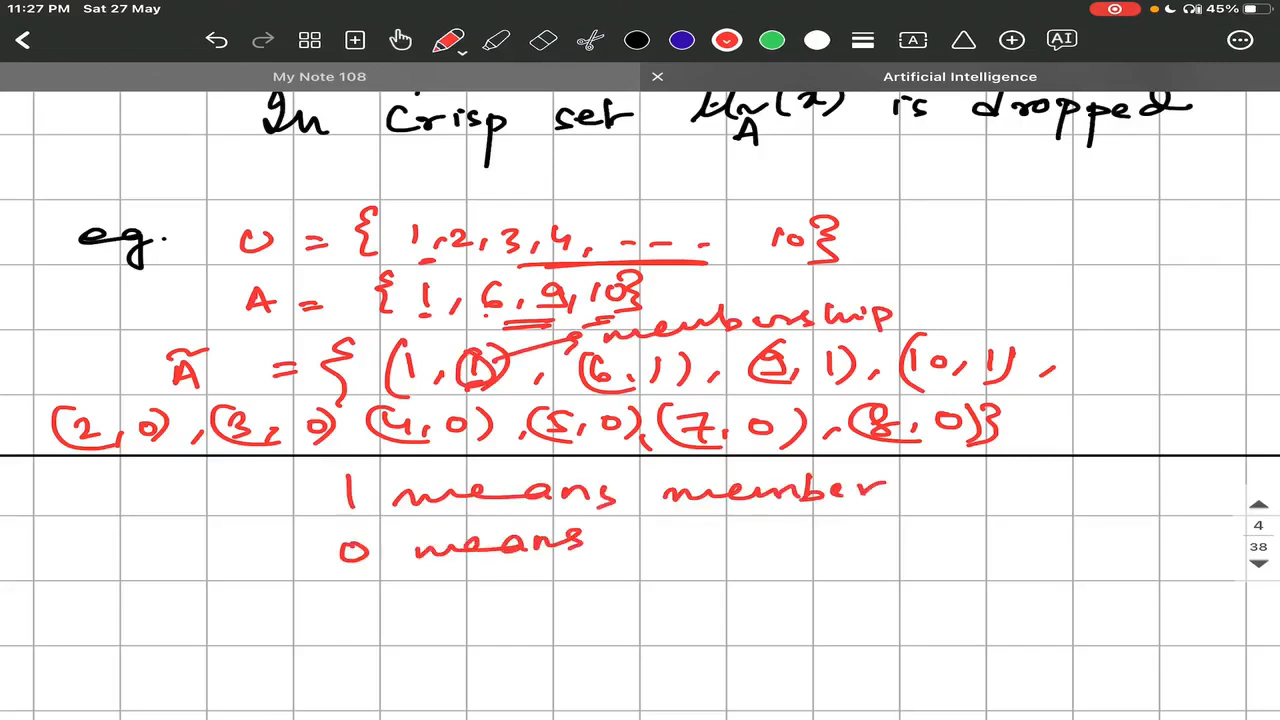 11:27 PM Sat 27 May 45%
My Note 108 Artificial Intelligence
In Crisp set μ_Ã(x) is dropped
eg. U = { 1, 2, 3, 4, - - - . 10}
A = { 1, 6, 9, 10}
membership
Ã = { (1, 1), (6, 1), (9, 1), (10, 1),
(2, 0), (3, 0) (4, 0), (5, 0), (7, 0), (8, 0)}
1 means member
0 means
4
38